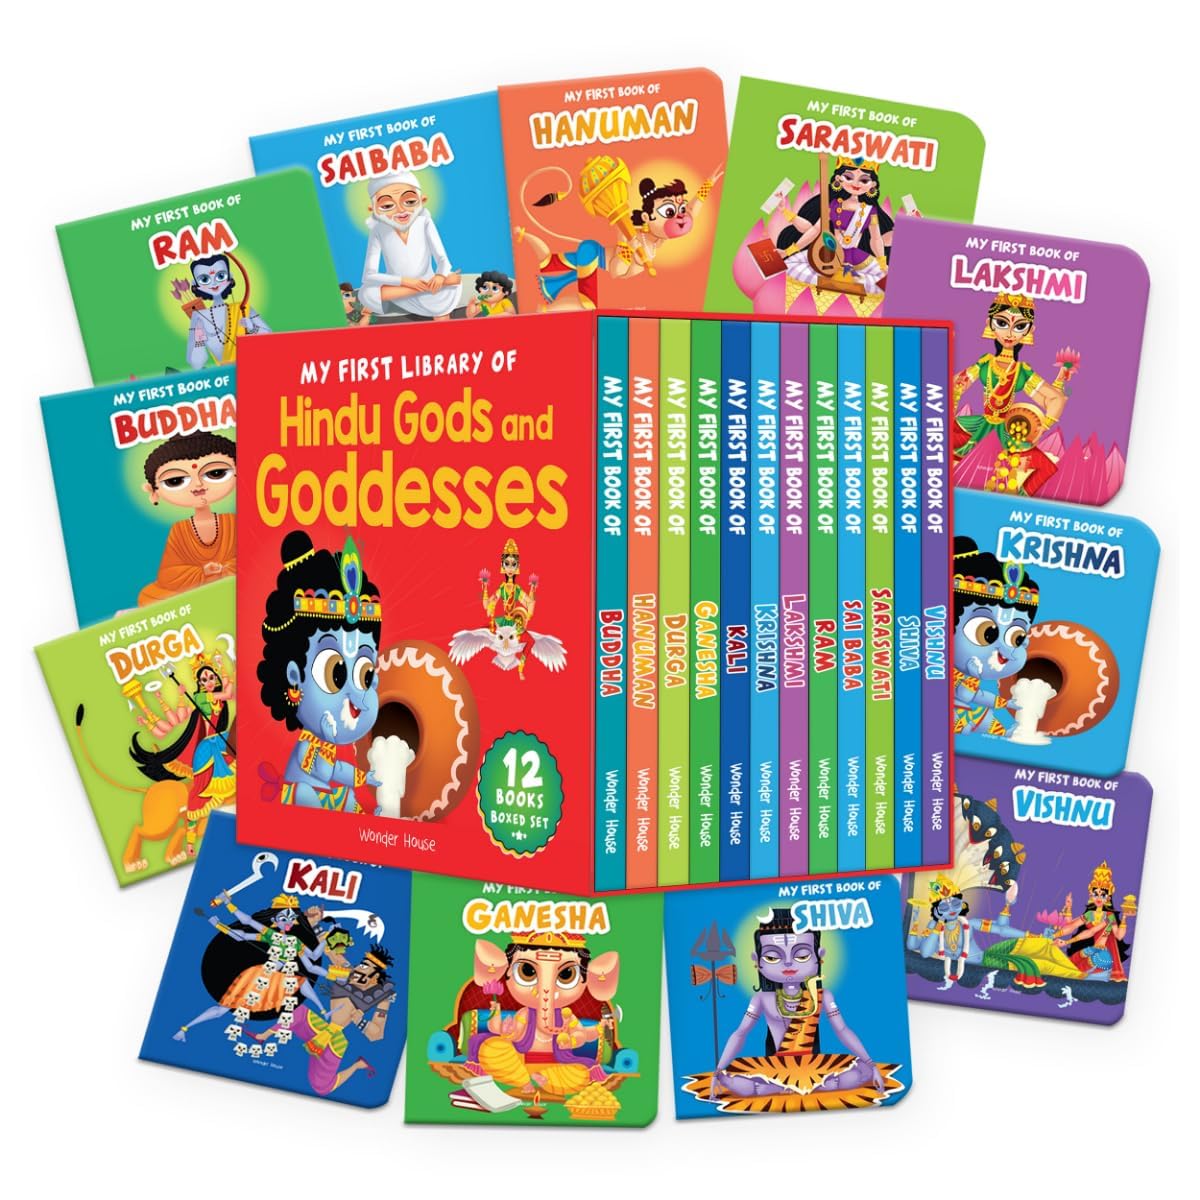 MY FIRST BOOK OF
SAI BABA
MY FIRST BOOK OF
HANUMAN
MY FIRST BOOK OF
SARASWATI
MY FIRST BOOK OF
RAM
MY FIRST BOOK OF
LAKSHMI
MY FIRST BOOK OF
BUDDHA
MY FIRST BOOK OF
KRISHNA
MY FIRST BOOK OF
DURGA
MY FIRST BOOK OF
VISHNU
MY FIRST LIBRARY OF
Hindu Gods and
Goddesses
12
BOOKS
BOXED SET
Wonder House
MY FIRST BOOK OF BUDDHA Wonder House
MY FIRST BOOK OF HANUMAN Wonder House
MY FIRST BOOK OF DURGA Wonder House
MY FIRST BOOK OF GANESHA Wonder House
MY FIRST BOOK OF KALI Wonder House
MY FIRST BOOK OF KRISHNA Wonder House
MY FIRST BOOK OF LAKSHMI Wonder House
MY FIRST BOOK OF RAM Wonder House
MY FIRST BOOK OF SAI BABA Wonder House
MY FIRST BOOK OF SARASWATI Wonder House
MY FIRST BOOK OF SHIVA Wonder House
MY FIRST BOOK OF VISHNU Wonder House
KALI
MY FIRST
GANESHA
MY FIRST BOOK OF
SHIVA